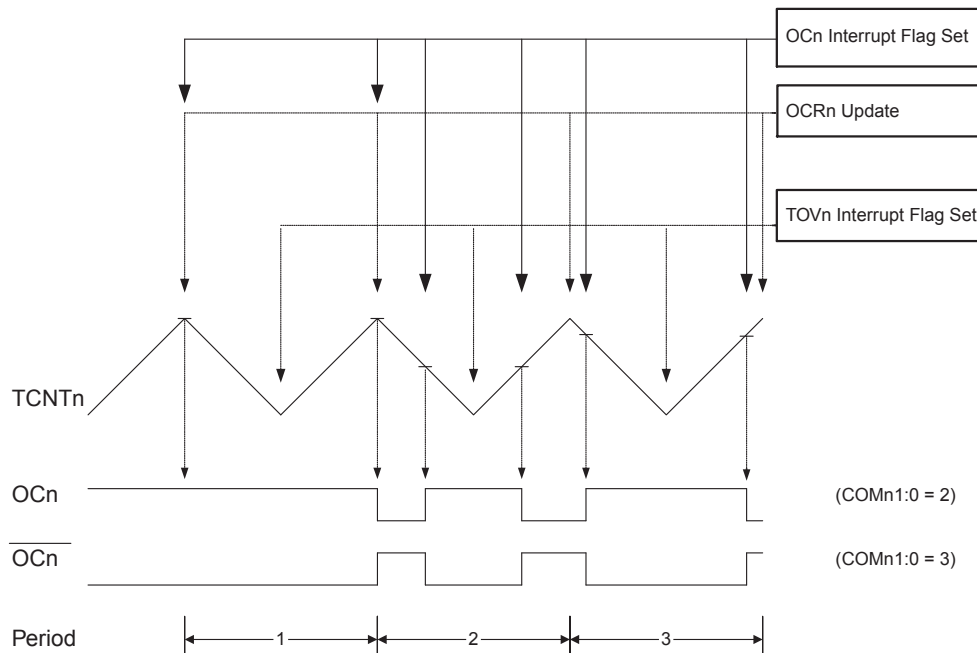 OCn Interrupt Flag Set
OCRn Update
TOVn Interrupt Flag Set
TCNTn
OCn
(COMn1:0 = 2)
OCn
(COMn1:0 = 3)
Period
1
2
3